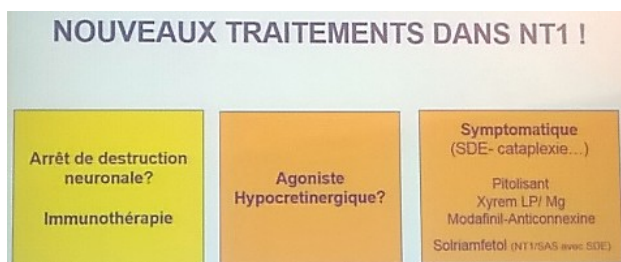 NOUVEAUX TRAITEMENTS DANS NT1 !
Arrêt de destruction
neuronale?
Immunothérapie
Agoniste
Hypocretinergique?
Symptomatique
(SDE- cataplexie...)
Pitolisant
Xyrem LP/ Mg
Modafinil-Anticonnexine
Solriamfetol (NT1/SAS avec SDE)